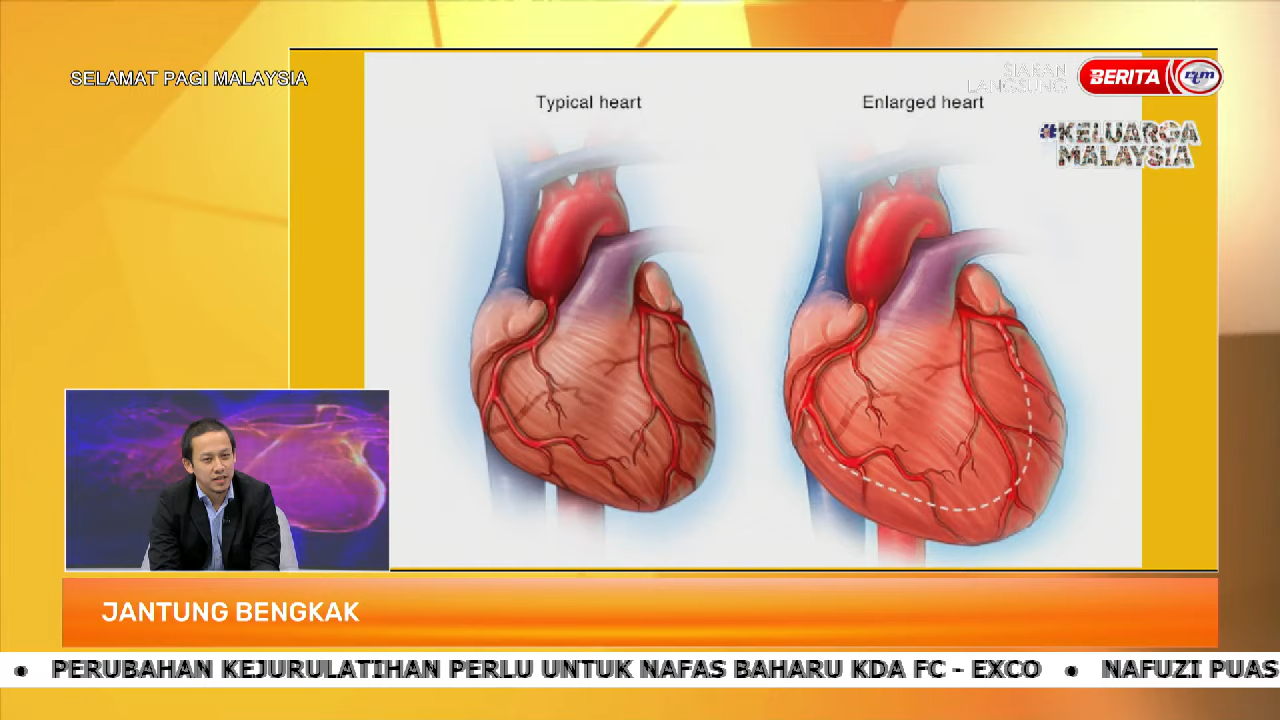 SELAMAT PAGI MALAYSIA
SIARAN
LANGSUNG
BERITA rtm
#KELUARGA
MALAYSIA
Typical heart
Enlarged heart
JANTUNG BENGKAK
• PERUBAHAN KEJURULATIHAN PERLU UNTUK NAFAS BAHARU KDA FC - EXCO • NAFUZI PUAS